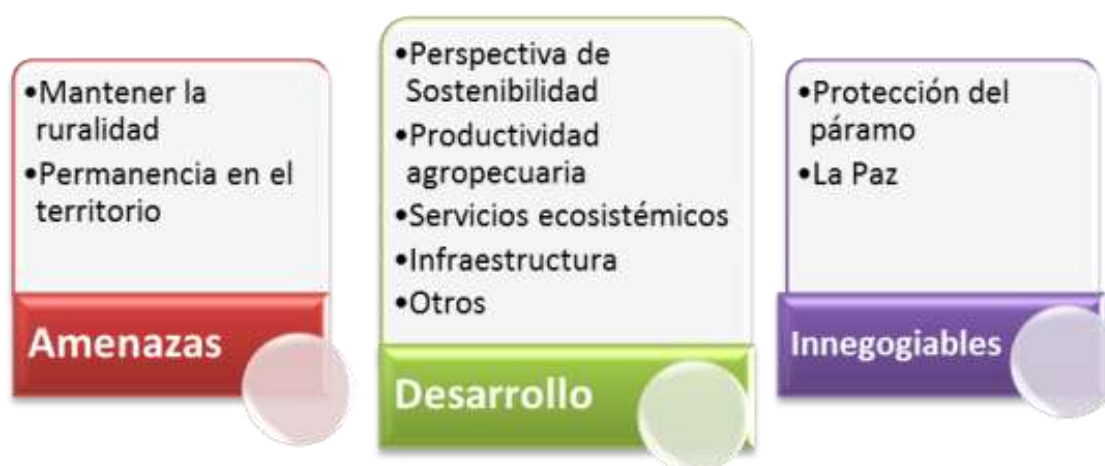 •Mantener la
ruralidad
•Permanencia en el
territorio
Amenazas
•Perspectiva de
Sostenibilidad
•Productividad
agropecuaria
•Servicios ecosistémicos
•Infraestructura
•Otros
Desarrollo
•Protección del
páramo
•La Paz
Innegogiables